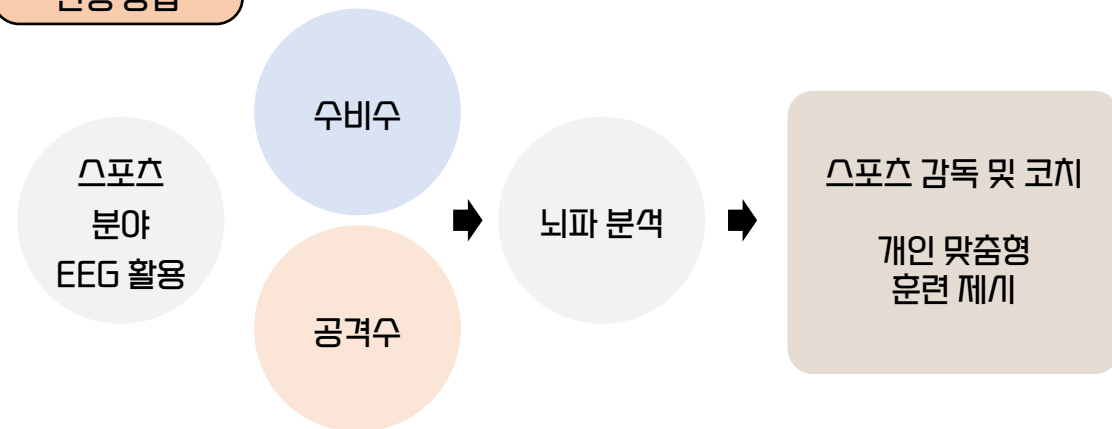 스포츠
분야
EEG 활용
수비수
공격수
뇌파 분석
스포츠 감독 및 코치
개인 맞춤형
훈련 제시